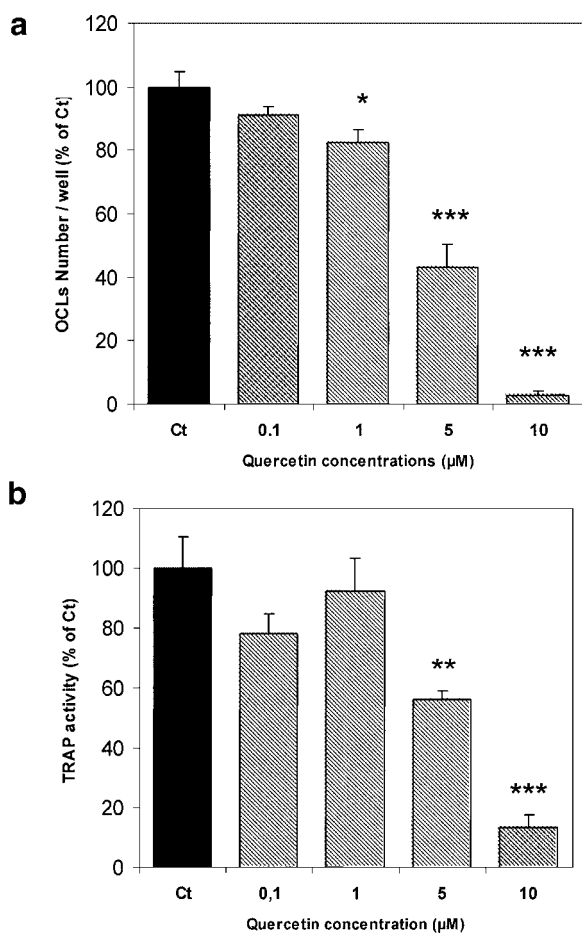 a
OCLs Number / well (% of Ct)
120
100
80
60
40
20
0
*
***
***
Ct 0.1 1 5 10
Quercetin concentrations (µM)
b
TRAP activity (% of Ct)
120
100
80
60
40
20
0
**
***
Ct 0,1 1 5 10
Quercetin concentration (µM)